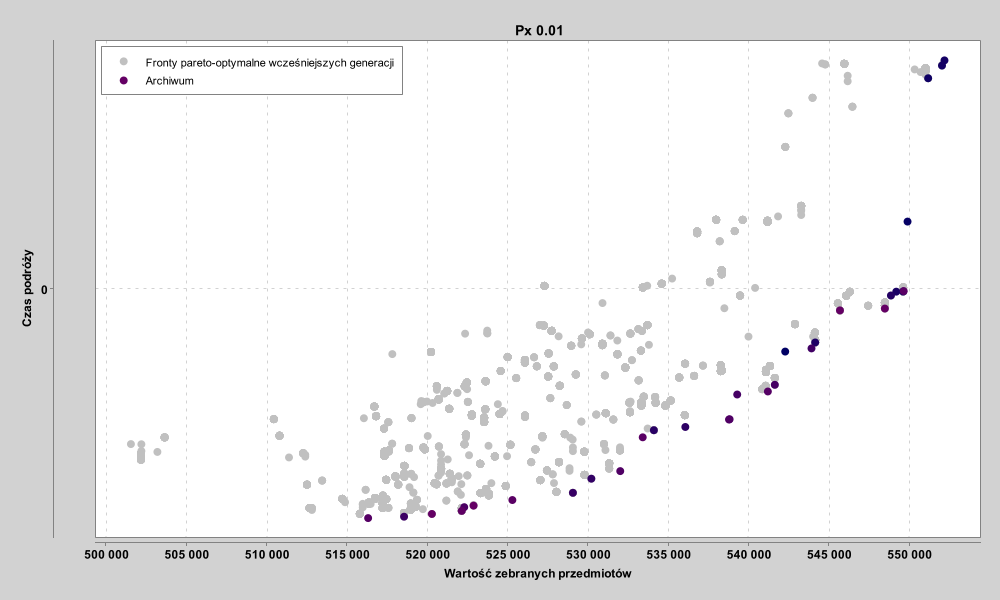 Px 0.01
Fronty pareto-optymalne wcześniejszych generacji
Archiwum
Czas podróży
0
500 000 505 000 510 000 515 000 520 000 525 000 530 000 535 000 540 000 545 000 550 000
Wartość zebranych przedmiotów